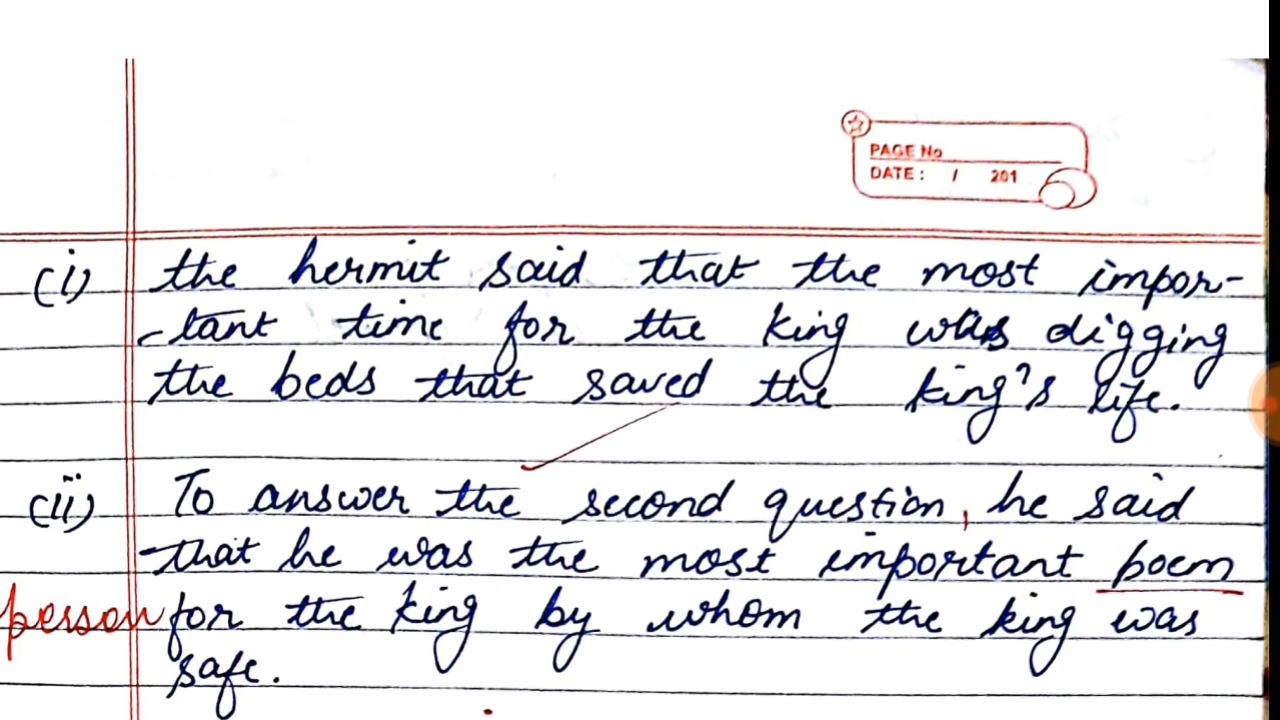 PAGE No
DATE : / 201
(i) the hermit said that the most impor-
-tant time for the king was digging
the beds that saved the king's life.
(ii) To answer the second question, he said
-that he was the most important poem
person for the king by whom the king was
safe.